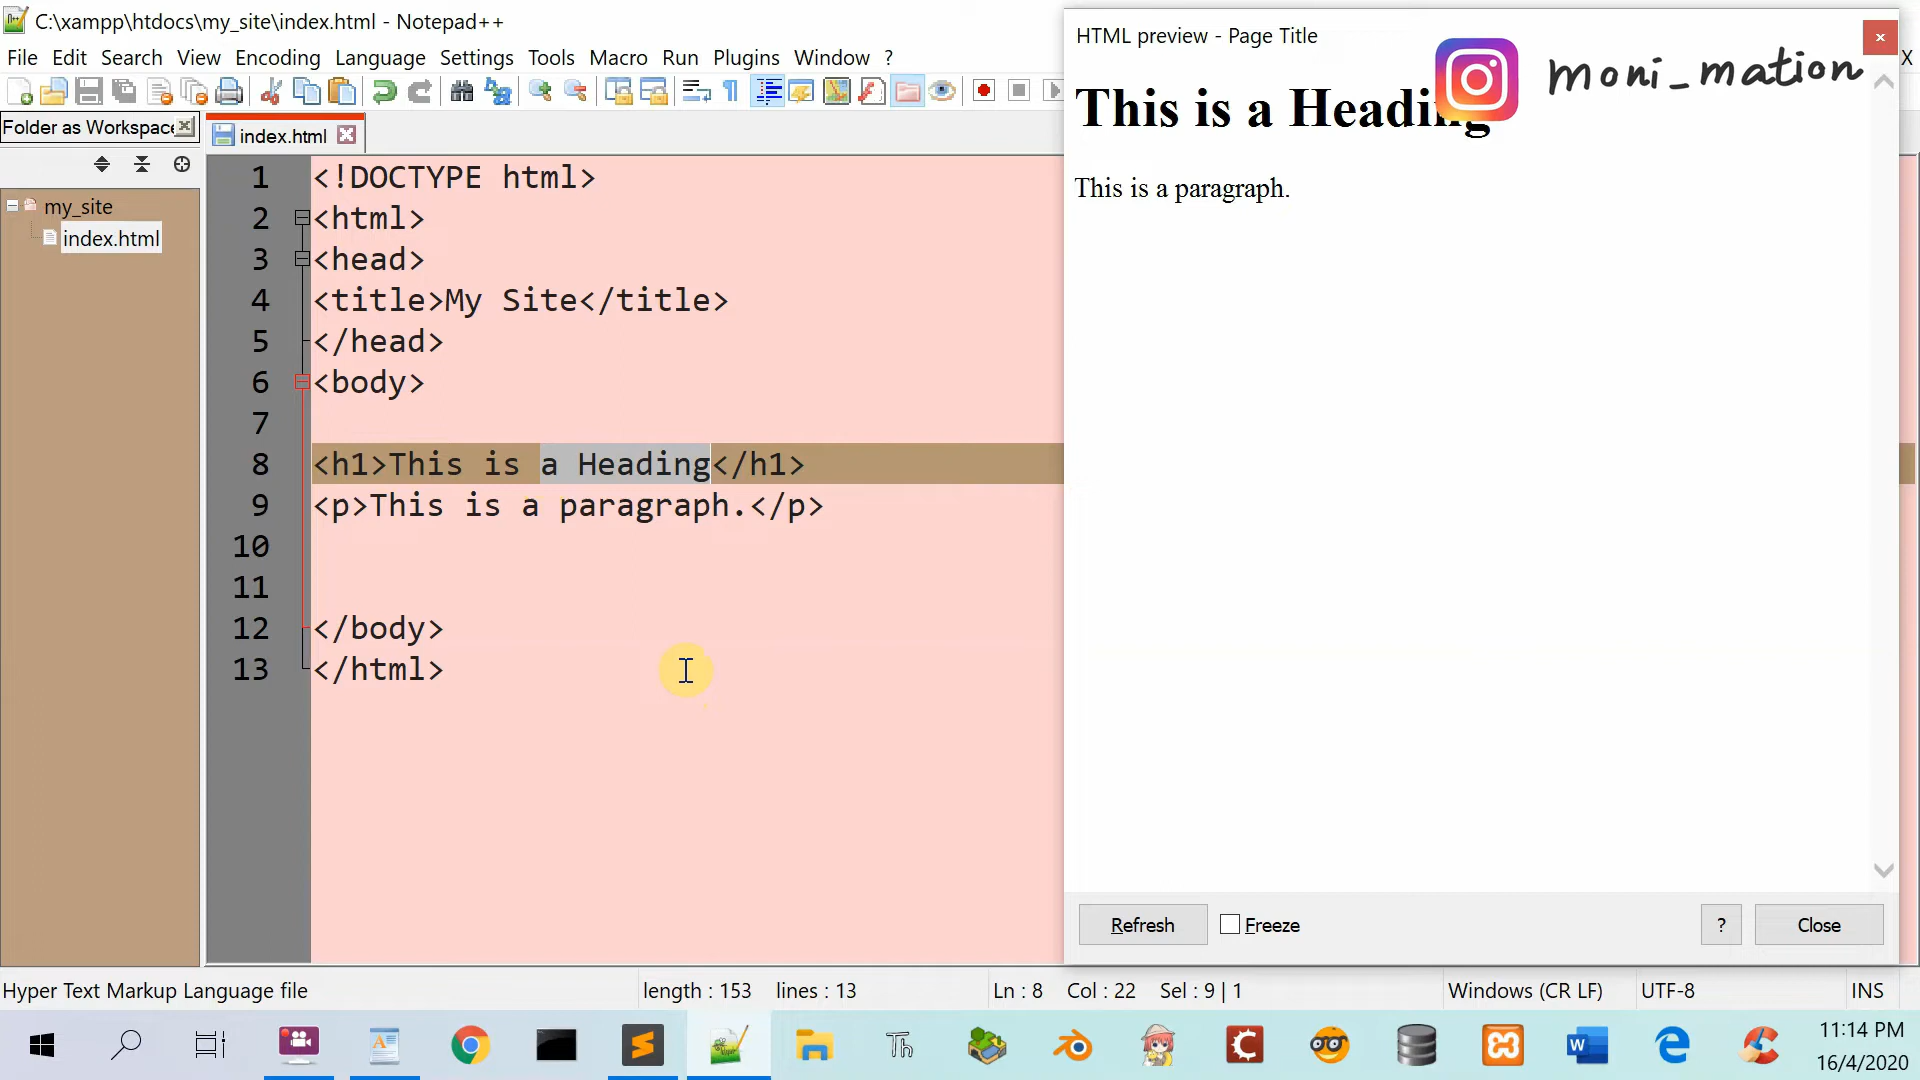 C:\xampp\htdocs\my_site\index.html - Notepad++
File Edit Search View Encoding Language Settings Tools Macro Run Plugins Window ?
X
Folder as Workspace
index.html
my_site
index.html
1 <!DOCTYPE html>
2 <html>
3 <head>
4 <title>My Site</title>
5 </head>
6 <body>
7
8 <h1>This is a Heading</h1>
9 <p>This is a paragraph.</p>
10
11
12 </body>
13 </html>
HTML preview - Page Title
moni_mation
This is a Heading
This is a paragraph.
Refresh Freeze ? Close
Hyper Text Markup Language file length : 153 lines : 13 Ln : 8 Col : 22 Sel : 9 | 1 Windows (CR LF) UTF-8 INS
Th
11:14 PM
16/4/2020